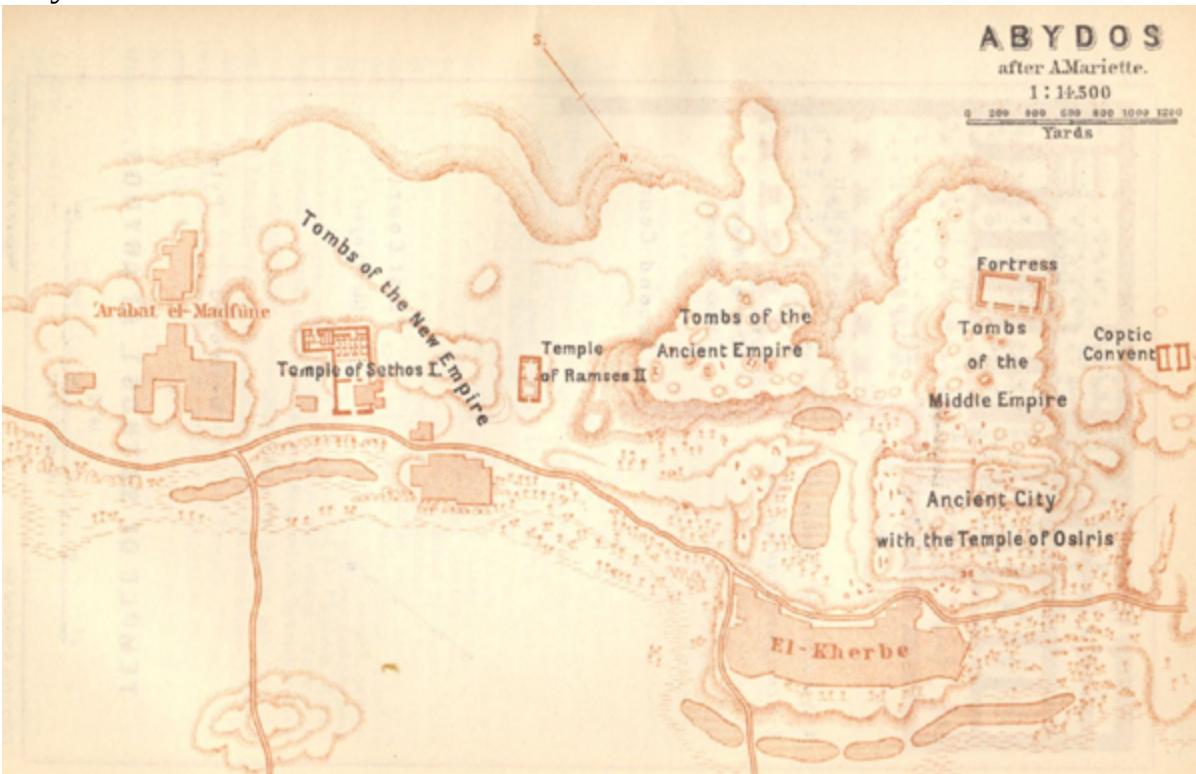 S.
N.
ABYDOS
after A.Mariette.
1 : 14.500
0 200 400 600 800 1000 1200
Yards
Tombs of the New Empire
'Arâbat el-Madfûne
Temple of Sethos I.
Temple
of Ramses II
Tombs of the
Ancient Empire
Fortress
Tombs
of the
Middle Empire
Coptic
Convent
Ancient City
with the Temple of Osiris
El-Kherbe